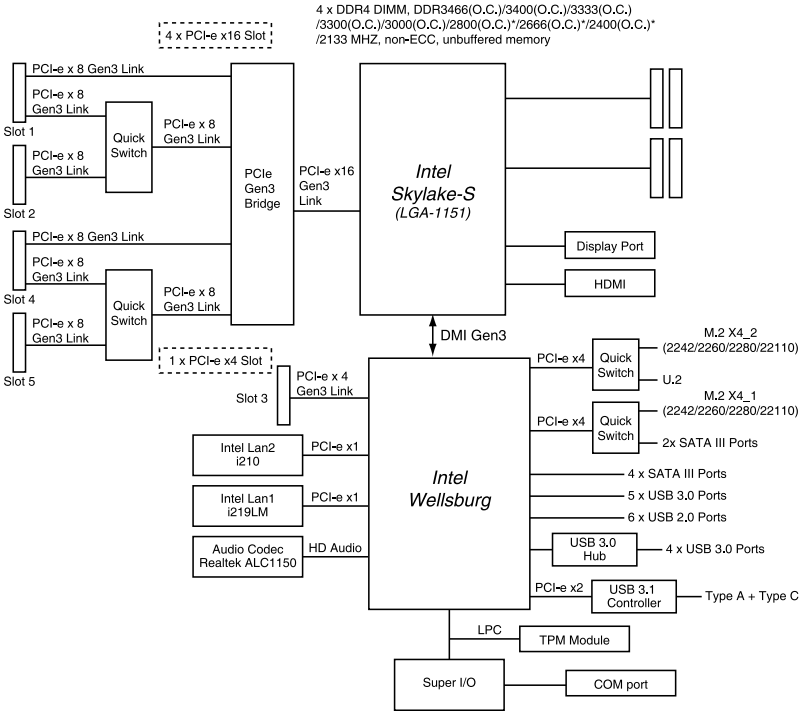 4 x DDR4 DIMM, DDR3466(O.C.)/3400(O.C.)/3333(O.C.)
/3300(O.C.)/3000(O.C.)/2800(O.C.)*/2666(O.C.)*/2400(O.C.)*
/2133 MHZ, non-ECC, unbuffered memory
4 x PCI-e x16 Slot
PCI-e x 8 Gen3 Link
PCI-e x 8
Gen3 Link
Slot 1
Quick
Switch
PCI-e x 8
Gen3 Link
PCI-e x 8
Gen3 Link
Slot 2
PCIe
Gen3
Bridge
PCI-e x16
Gen3
Link
Intel
Skylake-S
(LGA-1151)
PCI-e x 8 Gen3 Link
PCI-e x 8
Gen3 Link
Slot 4
Quick
Switch
PCI-e x 8
Gen3 Link
PCI-e x 8
Gen3 Link
Slot 5
Display Port
HDMI
DMI Gen3
1 x PCI-e x4 Slot
PCI-e x 4
Gen3 Link
Slot 3
Intel Lan2
i210
PCI-e x1
Intel Lan1
i219LM
PCI-e x1
Audio Codec
Realtek ALC1150
HD Audio
Intel
Wellsburg
PCI-e x4
Quick
Switch
M.2 X4_2
(2242/2260/2280/22110)
U.2
PCI-e x4
Quick
Switch
M.2 X4_1
(2242/2260/2280/22110)
2x SATA III Ports
4 x SATA III Ports
5 x USB 3.0 Ports
6 x USB 2.0 Ports
USB 3.0
Hub
4 x USB 3.0 Ports
PCI-e x2
USB 3.1
Controller
Type A + Type C
LPC
TPM Module
Super I/O
COM port